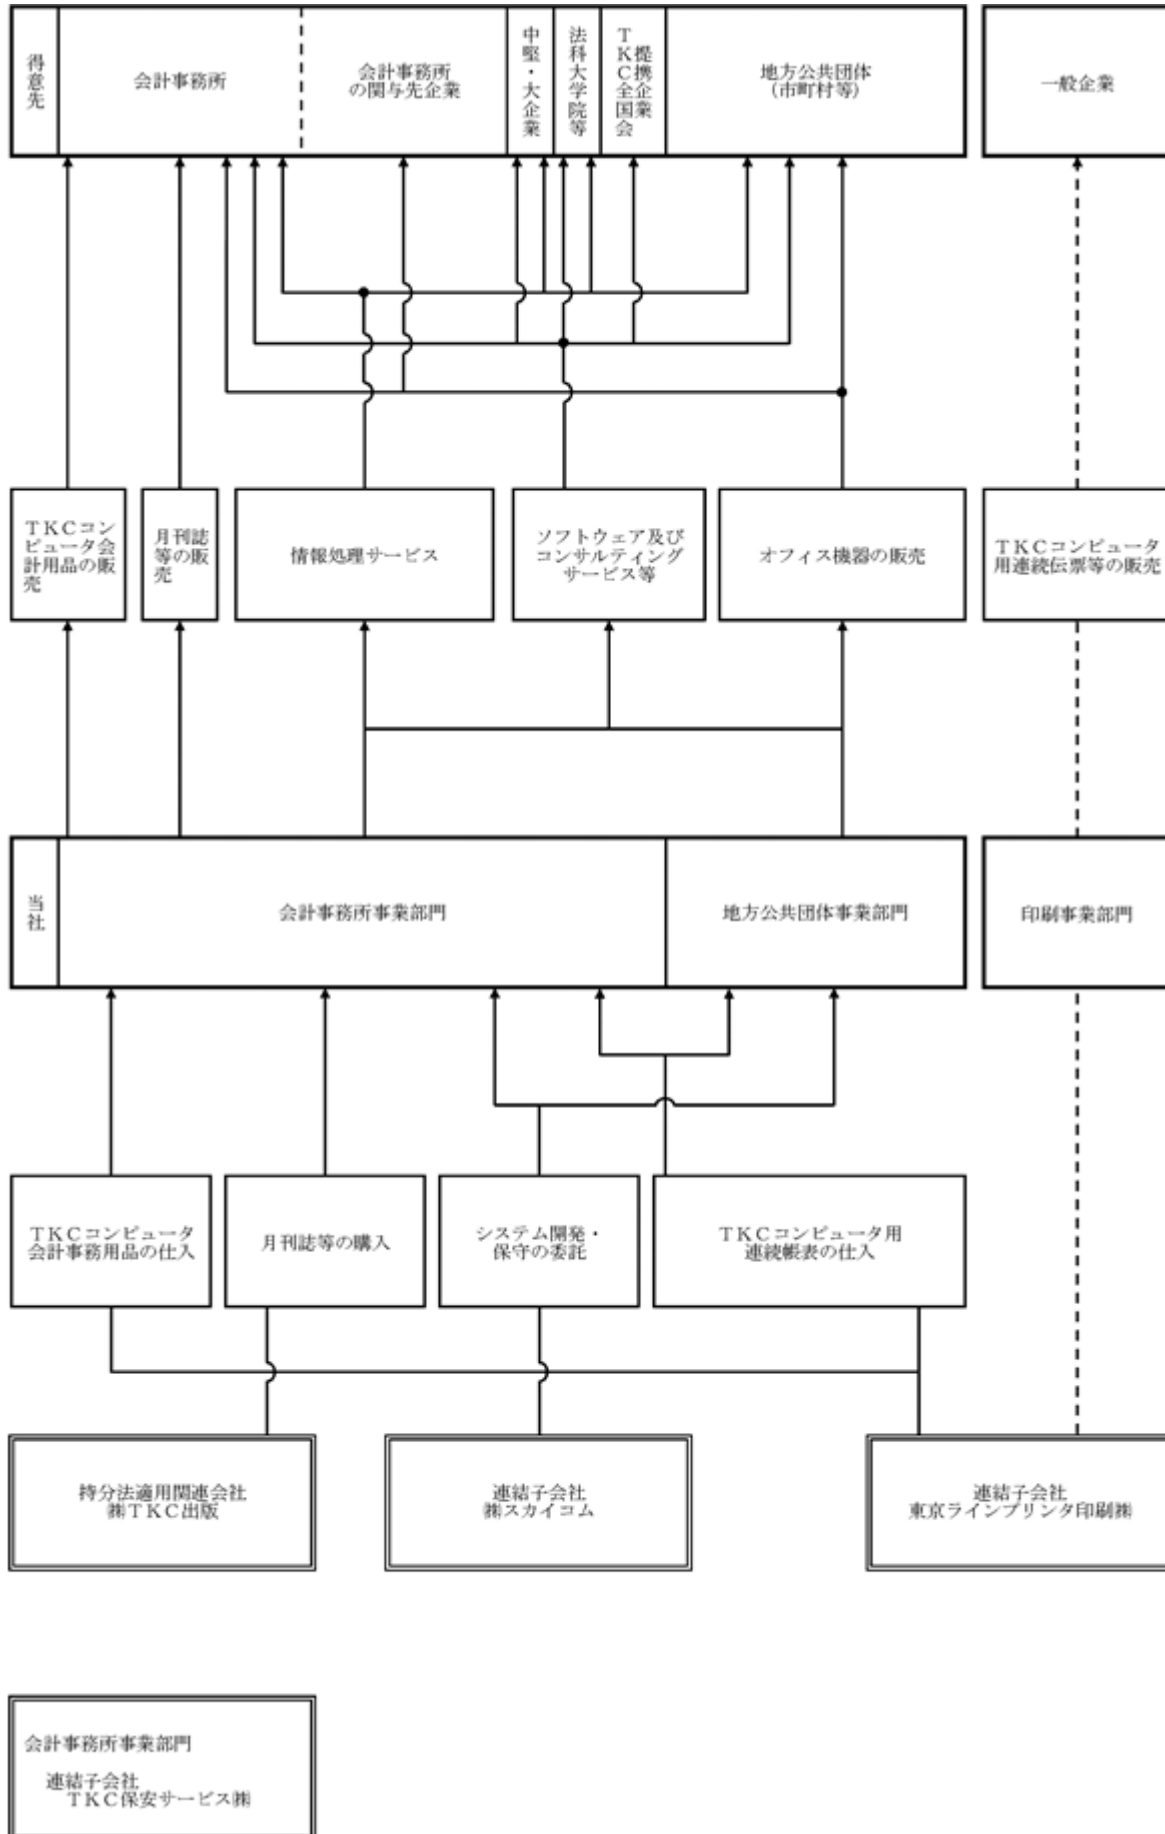 得意先
会計事務所
会計事務所
の関与先企業
中堅・大企業
法科大学院等
提携企業
TKC全国会
地方公共団体
(市町村等)
一般企業
TKCコン
ピュータ会
計用品の販
売
月刊誌
等の販
売
情報処理サービス
ソフトウェア及び
コンサルティング
サービス等
オフィス機器の販売
TKCコンピュータ
用連続伝票等の販売
当社
会計事務所事業部門
地方公共団体事業部門
印刷事業部門
TKCコンピュータ
会計事務用品の仕入
月刊誌等の購入
システム開発・
保守の委託
TKCコンピュータ用
連続帳表の仕入
持分法適用関連会社
㈱TKC出版
連結子会社
㈱スカイコム
連結子会社
東京ラインプリンタ印刷㈱
会計事務所事業部門
連結子会社
TKC保安サービス㈱